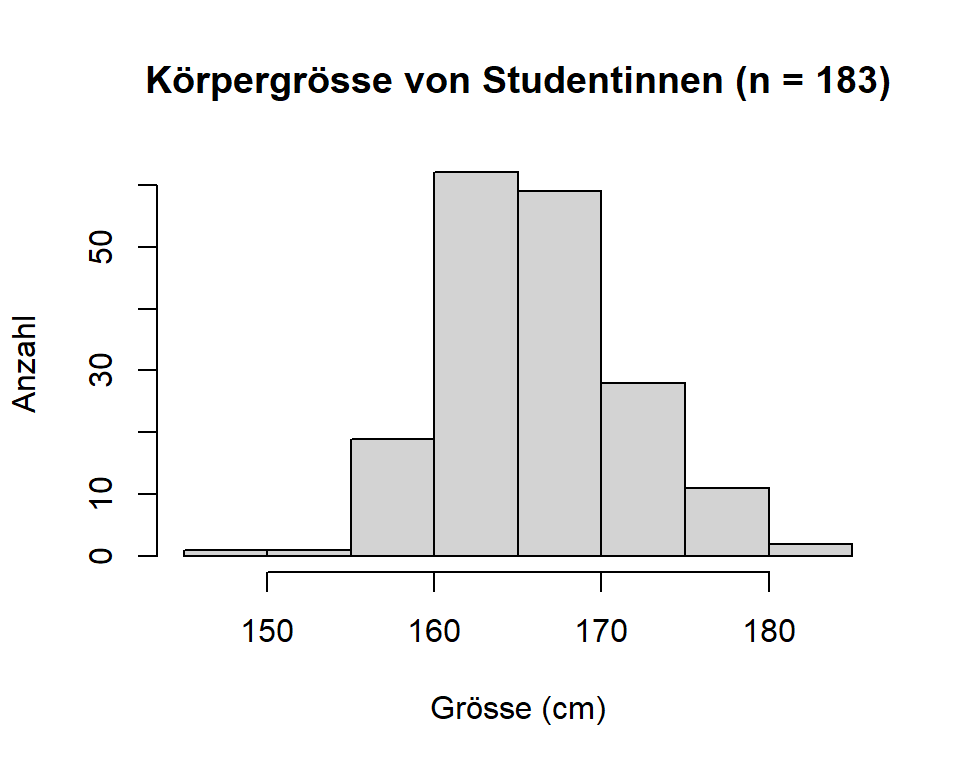 Körpergrösse von Studentinnen (n = 183)
Anzahl
50
30
10
0
150 160 170 180
Grösse (cm)